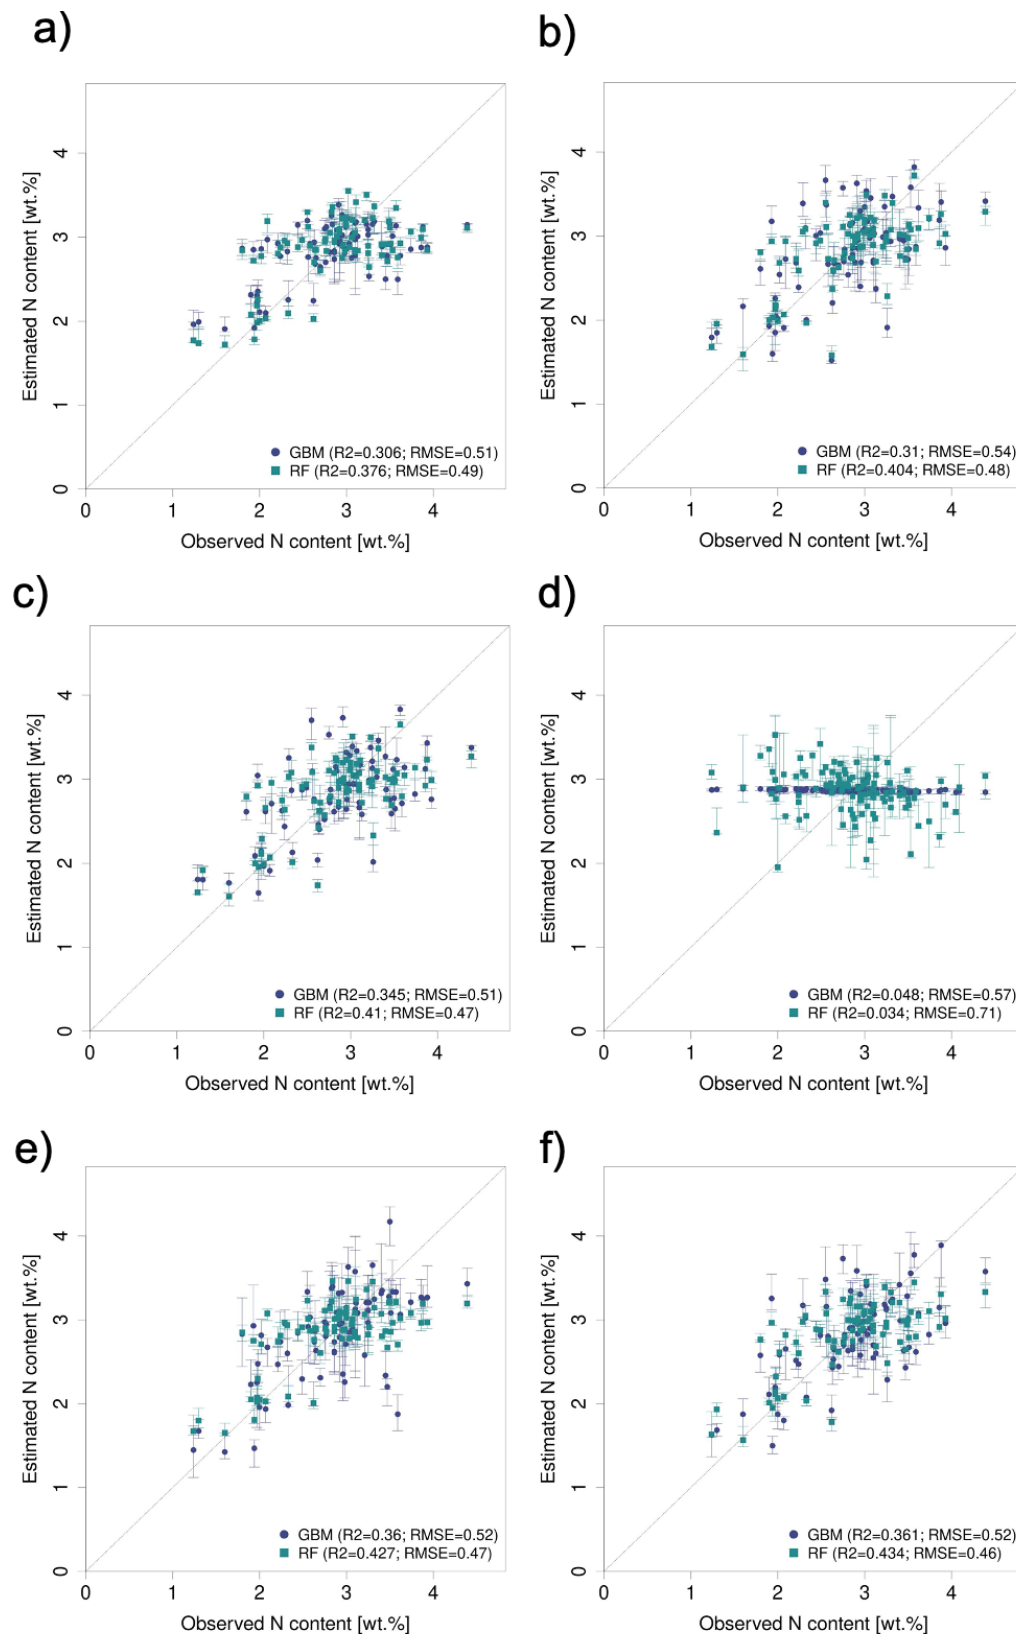 a)
Estimated N content [wt.%]
4
3
2
1
0
GBM (R2=0.306; RMSE=0.51)
RF (R2=0.376; RMSE=0.49)
0 1 2 3 4
Observed N content [wt.%]
b)
Estimated N content [wt.%]
4
3
2
1
0
GBM (R2=0.31; RMSE=0.54)
RF (R2=0.404; RMSE=0.48)
0 1 2 3 4
Observed N content [wt.%]
c)
Estimated N content [wt.%]
4
3
2
1
0
GBM (R2=0.345; RMSE=0.51)
RF (R2=0.41; RMSE=0.47)
0 1 2 3 4
Observed N content [wt.%]
d)
Estimated N content [wt.%]
4
3
2
1
0
GBM (R2=0.048; RMSE=0.57)
RF (R2=0.034; RMSE=0.71)
0 1 2 3 4
Observed N content [wt.%]
e)
Estimated N content [wt.%]
4
3
2
1
0
GBM (R2=0.36; RMSE=0.52)
RF (R2=0.427; RMSE=0.47)
0 1 2 3 4
Observed N content [wt.%]
f)
Estimated N content [wt.%]
4
3
2
1
0
GBM (R2=0.361; RMSE=0.52)
RF (R2=0.434; RMSE=0.46)
0 1 2 3 4
Observed N content [wt.%]